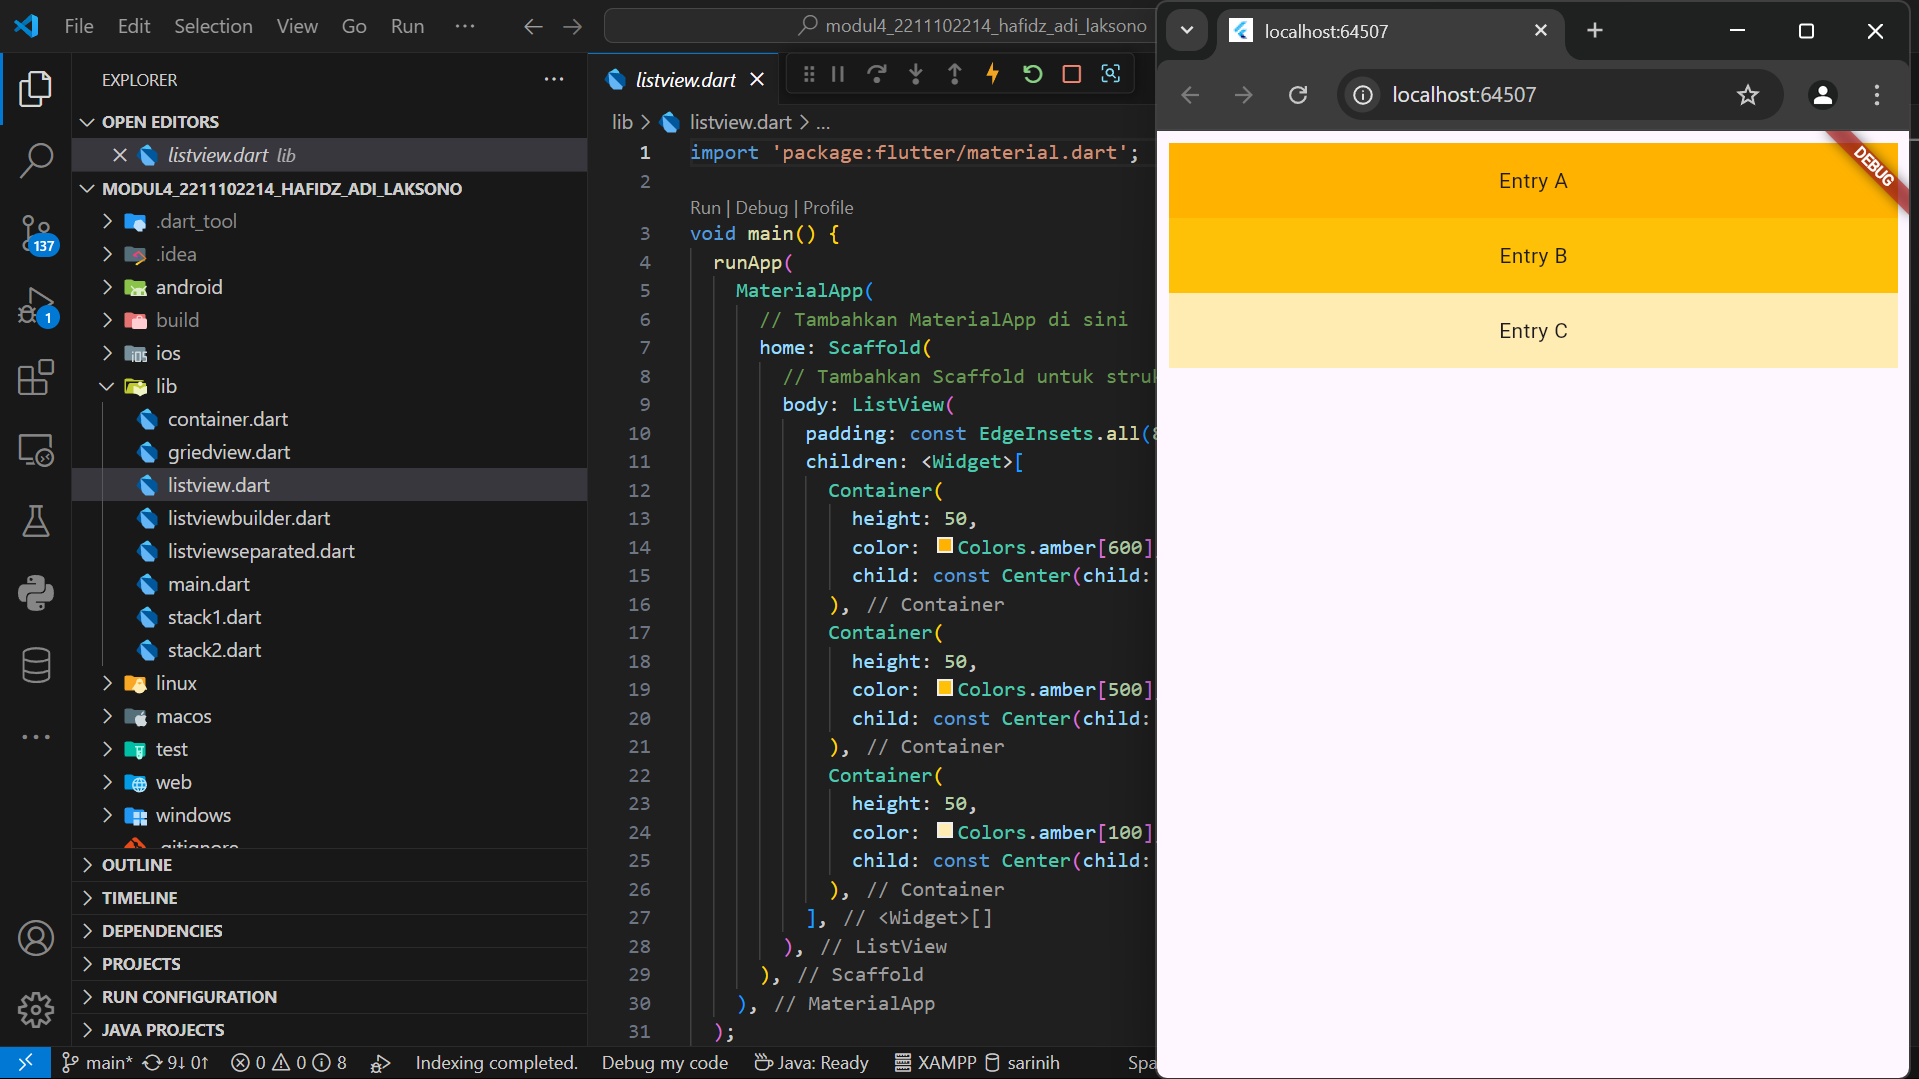 File Edit Selection View Go Run
modul4_2211102214_hafidz_adi_laksono
EXPLORER
OPEN EDITORS
listview.dart lib
MODUL4_2211102214_HAFIDZ_ADI_LAKSONO
.dart_tool
.idea
android
build
ios
lib
container.dart
griedview.dart
listview.dart
listviewbuilder.dart
listviewseparated.dart
main.dart
stack1.dart
stack2.dart
linux
macos
test
web
windows
.gitignore
OUTLINE
TIMELINE
DEPENDENCIES
PROJECTS
RUN CONFIGURATION
JAVA PROJECTS
137
1
listview.dart
lib > listview.dart > ...
1 import 'package:flutter/material.dart';
2
Run | Debug | Profile
3 void main() {
4 runApp(
5 MaterialApp(
6 // Tambahkan MaterialApp di sini
7 home: Scaffold(
8 // Tambahkan Scaffold untuk struk
9 body: ListView(
10 padding: const EdgeInsets.all(8
11 children: <Widget>[
12 Container(
13 height: 50,
14 color: Colors.amber[600]
15 child: const Center(child:
16 ), // Container
17 Container(
18 height: 50,
19 color: Colors.amber[500]
20 child: const Center(child:
21 ), // Container
22 Container(
23 height: 50,
24 color: Colors.amber[100]
25 child: const Center(child:
26 ), // Container
27 ], // <Widget>[]
28 ), // ListView
29 ), // Scaffold
30 ), // MaterialApp
31 );
main* 9↓ 0↑ 0 0 8 Indexing completed. Debug my code Java: Ready XAMPP sarinih Spa
localhost:64507
localhost:64507
DEBUG
Entry A
Entry B
Entry C